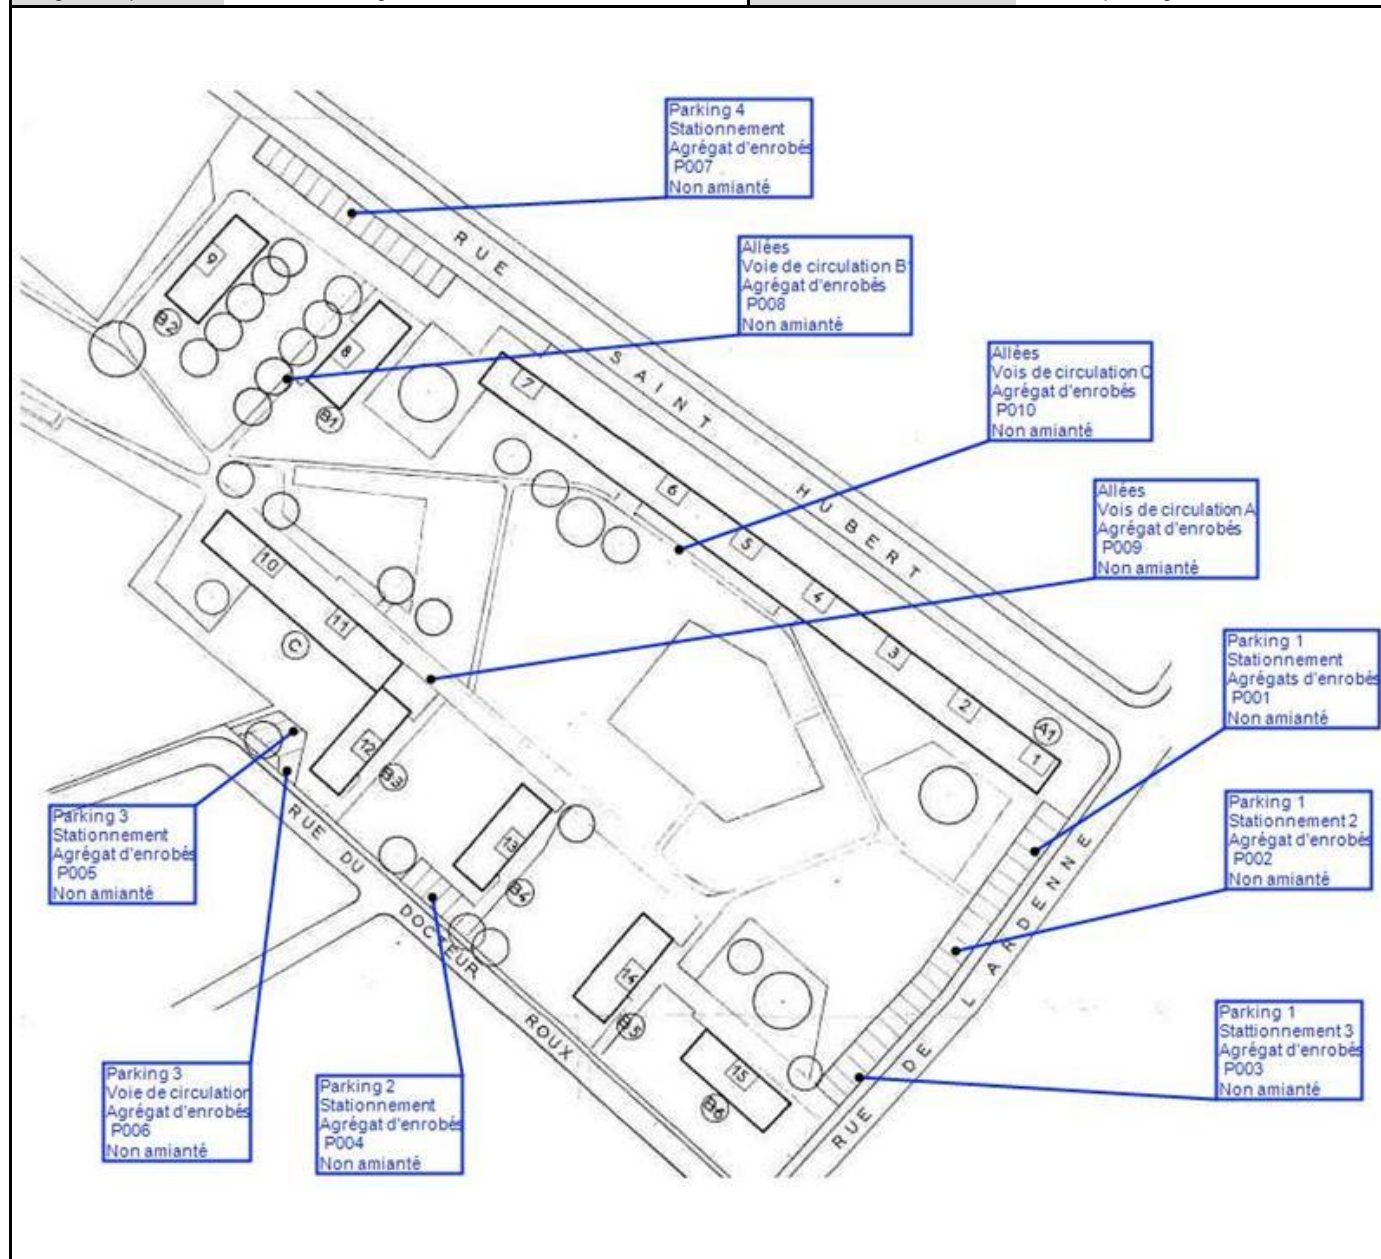 Parking 4
Stationnement
Agrégat d'enrobés
P007
Non amianté
Allées
Voie de circulation B
Agrégat d'enrobés
P008
Non amianté
Allées
Vois de circulation C
Agrégat d'enrobés
P010
Non amianté
Allées
Vois de circulation A
Agrégat d'enrobés
P009
Non amianté
Parking 1
Stationnement
Agrégats d'enrobés
P001
Non amianté
Parking 1
Stationnement 2
Agrégat d'enrobés
P002
Non amianté
Parking 1
Stattionnement 3
Agrégat d'enrobés
P003
Non amianté
Parking 3
Stationnement
Agrégat d'enrobés
P005
Non amianté
Parking 3
Voie de circulation
Agrégat d'enrobés
P006
Non amianté
Parking 2
Stationnement
Agrégat d'enrobés
P004
Non amianté
RUE SAINT HUBERT
RUE DU DOCTEUR ROUX
RUE DE L ARDENNE
9
B2
8
B1
7
6
5
4
3
2
1
A1
10
11
C
12
B3
13
B4
14
B5
15
B6